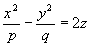 x²/p − y²/q = 2z